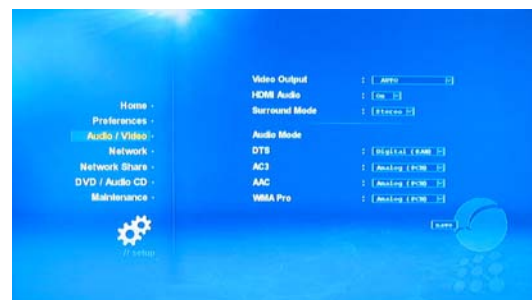 Home
Preferences
Audio / Video
Network
Network Share
DVD / Audio CD
Maintenance
// setup
Video Output : AUTO
HDMI Audio : On
Surround Mode : Stereo
Audio Mode
DTS : Digital (RAW)
AC3 : Analog (PCM)
AAC : Analog (PCM)
WMA Pro : Analog (PCM)
save